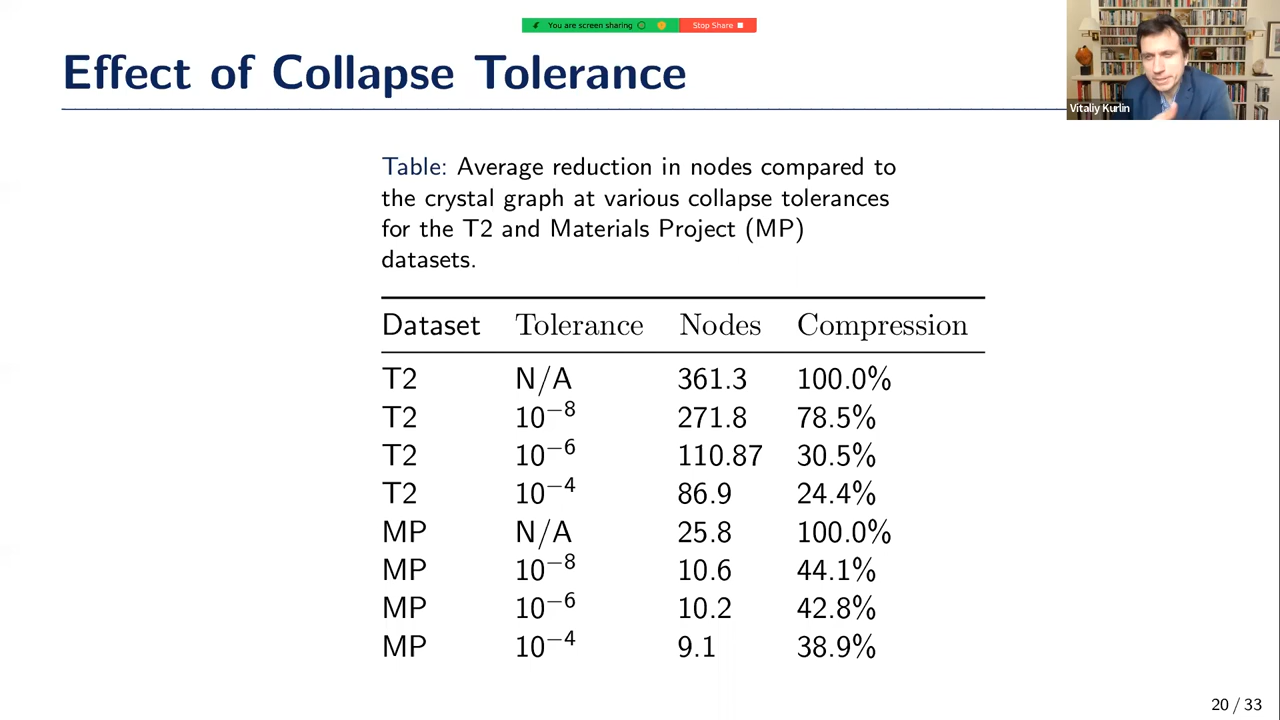 You are screen sharing
Stop Share
Effect of Collapse Tolerance
Vitaliy Kurlin
Table: Average reduction in nodes compared to
the crystal graph at various collapse tolerances
for the T2 and Materials Project (MP)
datasets.
Dataset Tolerance Nodes Compression
T2 N/A 361.3 100.0%
T2 10⁻⁸ 271.8 78.5%
T2 10⁻⁶ 110.87 30.5%
T2 10⁻⁴ 86.9 24.4%
MP N/A 25.8 100.0%
MP 10⁻⁸ 10.6 44.1%
MP 10⁻⁶ 10.2 42.8%
MP 10⁻⁴ 9.1 38.9%
20 / 33